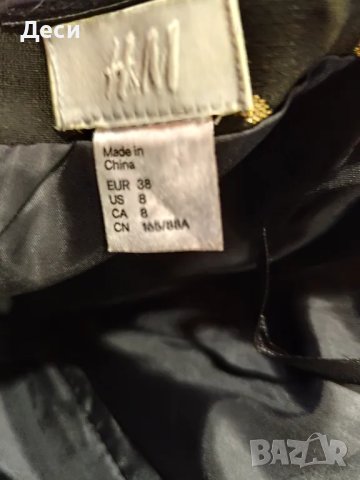 Деси
H&M
Made in
China
EUR 38
US 8
CA 8
CN 165/88A
BAZAR